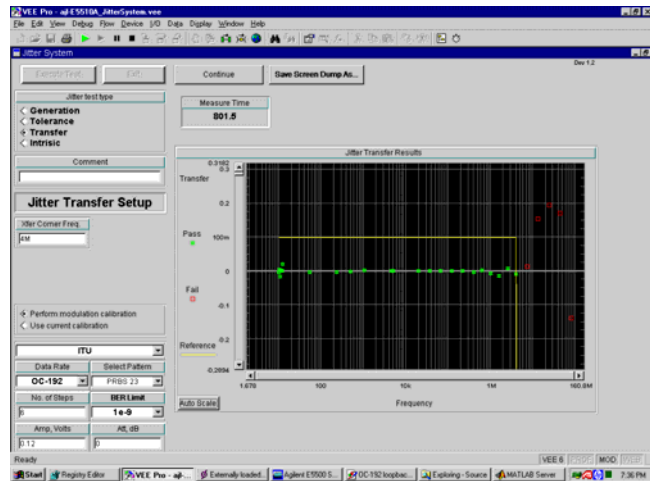 VEE Pro - ajl-E5510A_JitterSystem.vee
File Edit View Debug Flow Device I/O Data Display Window Help
Jitter System
Dev 1.2
Execute Test
Exit
Continue
Save Screen Dump As...
Jitter test type
Generation
Tolerance
Transfer
Intrisic
Measure Time
801.5
Comment
Jitter Transfer Setup
Xfer Corner Freq.
4M
Perform modulation calibration
Use current calibration
ITU
Data Rate
Select Pattern
OC-192
PRBS 23
No. of Steps
BER Limit
6
1e-9
Amp, Volts
Att, dB
0.12
0
Jitter Transfer Results
Transfer
Pass
Fail
Reference
0.3182
0.3
0.2
100m
0
-0.1
-0.2
-0.2894
1.678
100
10k
1M
160.8M
Auto Scale
Frequency
Ready
VEE 6
PROF
MOD
WEB
Start
Registry Editor
VEE Pro - ajl-...
Externally loaded...
Agilent E5500 S...
OC-192 loopbac...
Exploring - Source
MATLAB Server
7:36 PM